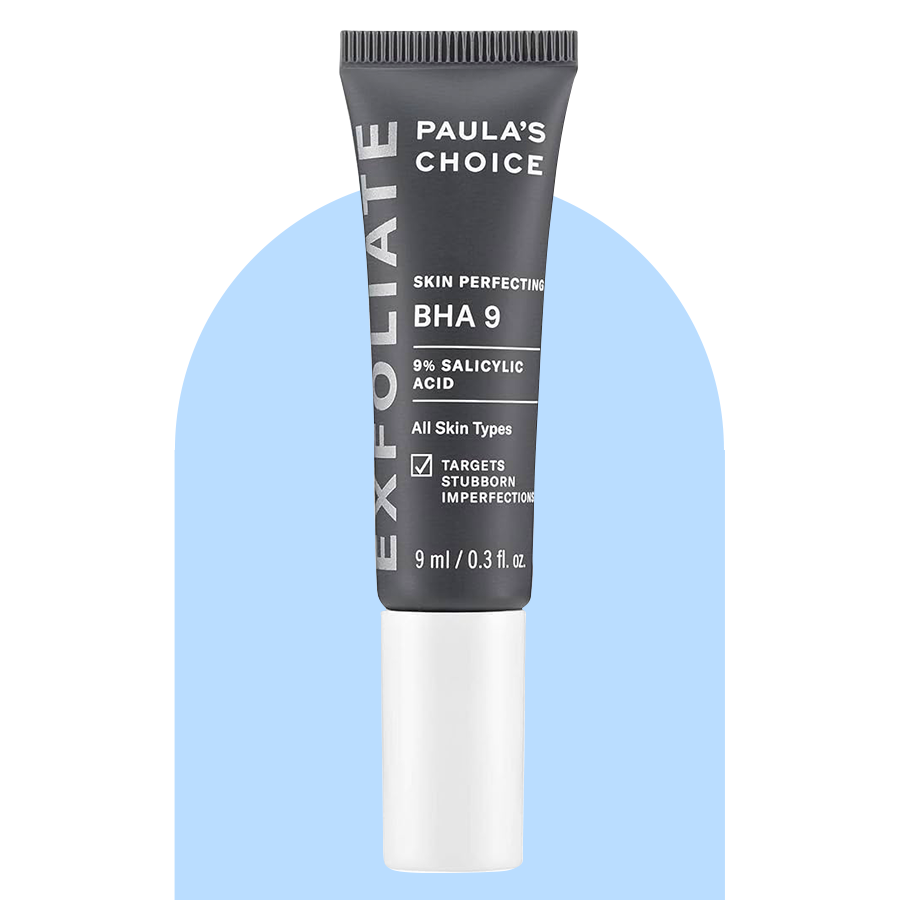 EXFOLIATE
PAULA'S
CHOICE
SKIN PERFECTING
BHA 9
9% SALICYLIC
ACID
All Skin Types
TARGETS
STUBBORN
IMPERFECTIONS
9 ml / 0.3 fl. oz.